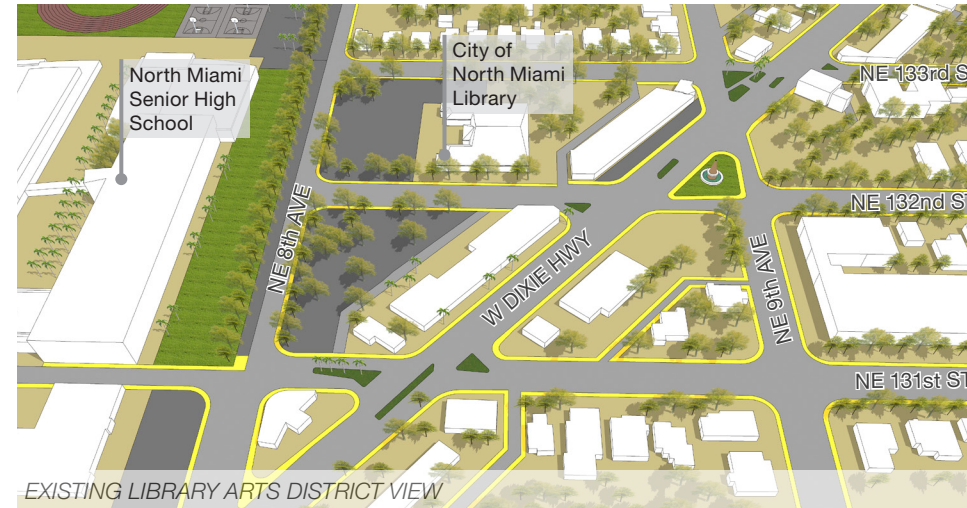 North Miami
Senior High
School
City of
North Miami
Library
NE 133rd S
NE 132nd ST
NE 8th AVE
W DIXIE HWY
NE 9th AVE
NE 131st ST
EXISTING LIBRARY ARTS DISTRICT VIEW